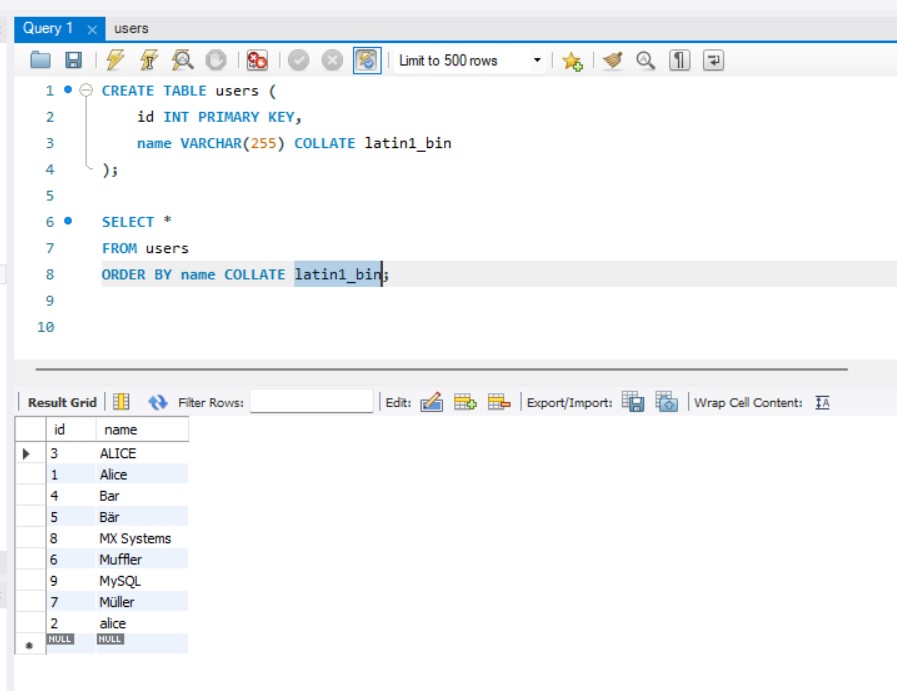 Query 1 × users
Limit to 500 rows
1 CREATE TABLE users (
2 id INT PRIMARY KEY,
3 name VARCHAR(255) COLLATE latin1_bin
4 );
5
6 SELECT *
7 FROM users
8 ORDER BY name COLLATE latin1_bin;
9
10
Result Grid Filter Rows: Edit: Export/Import: Wrap Cell Content: IA
id name
3 ALICE
1 Alice
4 Bar
5 Bär
8 MX Systems
6 Muffler
9 MySQL
7 Müller
2 alice
NULL NULL